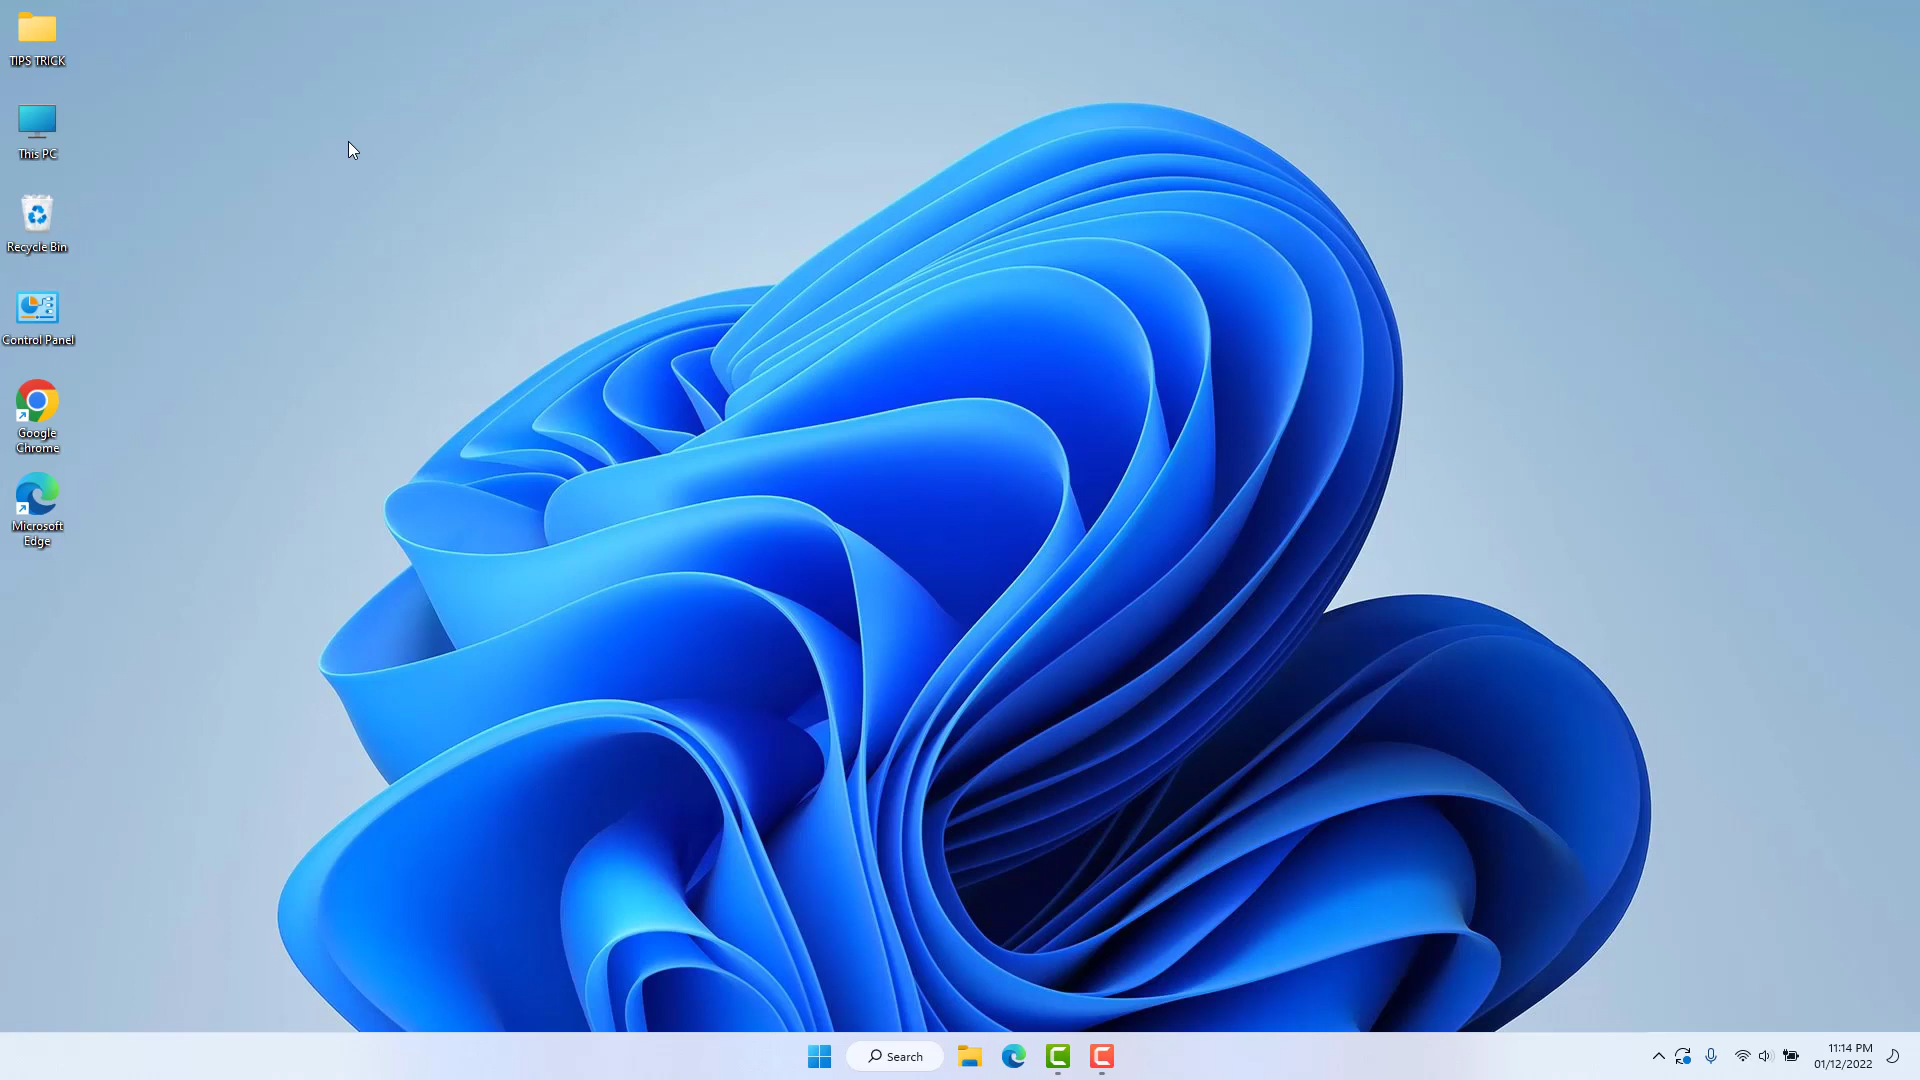 TIPS TRICK
This PC
Recycle Bin
Control Panel
Google
Chrome
Microsoft
Edge
Search
11:14 PM
01/12/2022